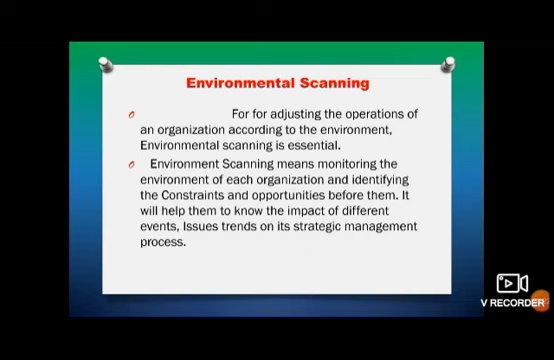 Environmental Scanning
For for adjusting the operations of
an organization according to the environment,
Environmental scanning is essential.
Environment Scanning means monitoring the
environment of each organization and identifying
the Constraints and opportunities before them. It
will help them to know the impact of different
events, Issues trends on its strategic management
process.
V RECORDER